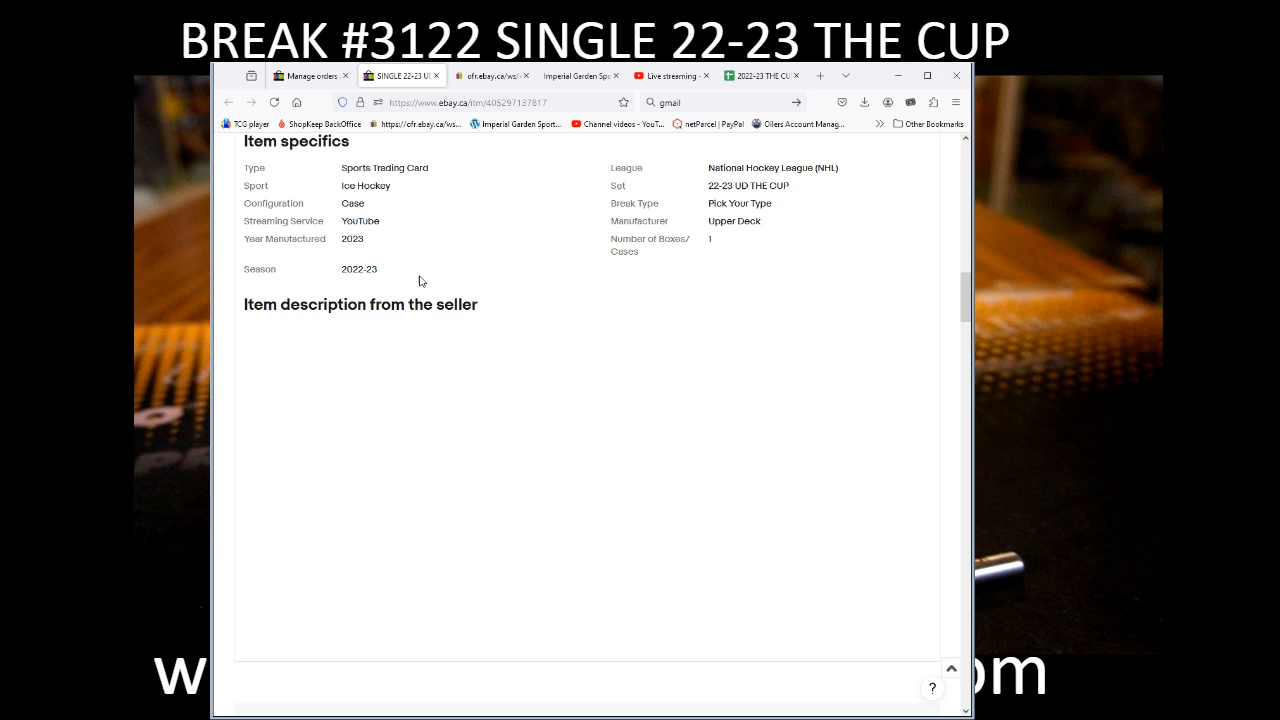 BREAK #3122 SINGLE 22-23 THE CUP
Manage orders
SINGLE 22-23 UD
ofr.ebay.ca/ws/
Imperial Garden Spo
Live streaming -
2022-23 THE CU
https://www.ebay.ca/itm/405297137817
gmail
TCG player
ShopKeep BackOffice
https://ofr.ebay.ca/ws...
Imperial Garden Sport...
Channel videos - YouT...
netParcel | PayPal
Oilers Account Manag...
Other Bookmarks
Item specifics
Type Sports Trading Card League National Hockey League (NHL)
Sport Ice Hockey Set 22-23 UD THE CUP
Configuration Case Break Type Pick Your Type
Streaming Service YouTube Manufacturer Upper Deck
Year Manufactured 2023 Number of Boxes/ 1
Cases
Season 2022-23
Item description from the seller
?
w
om